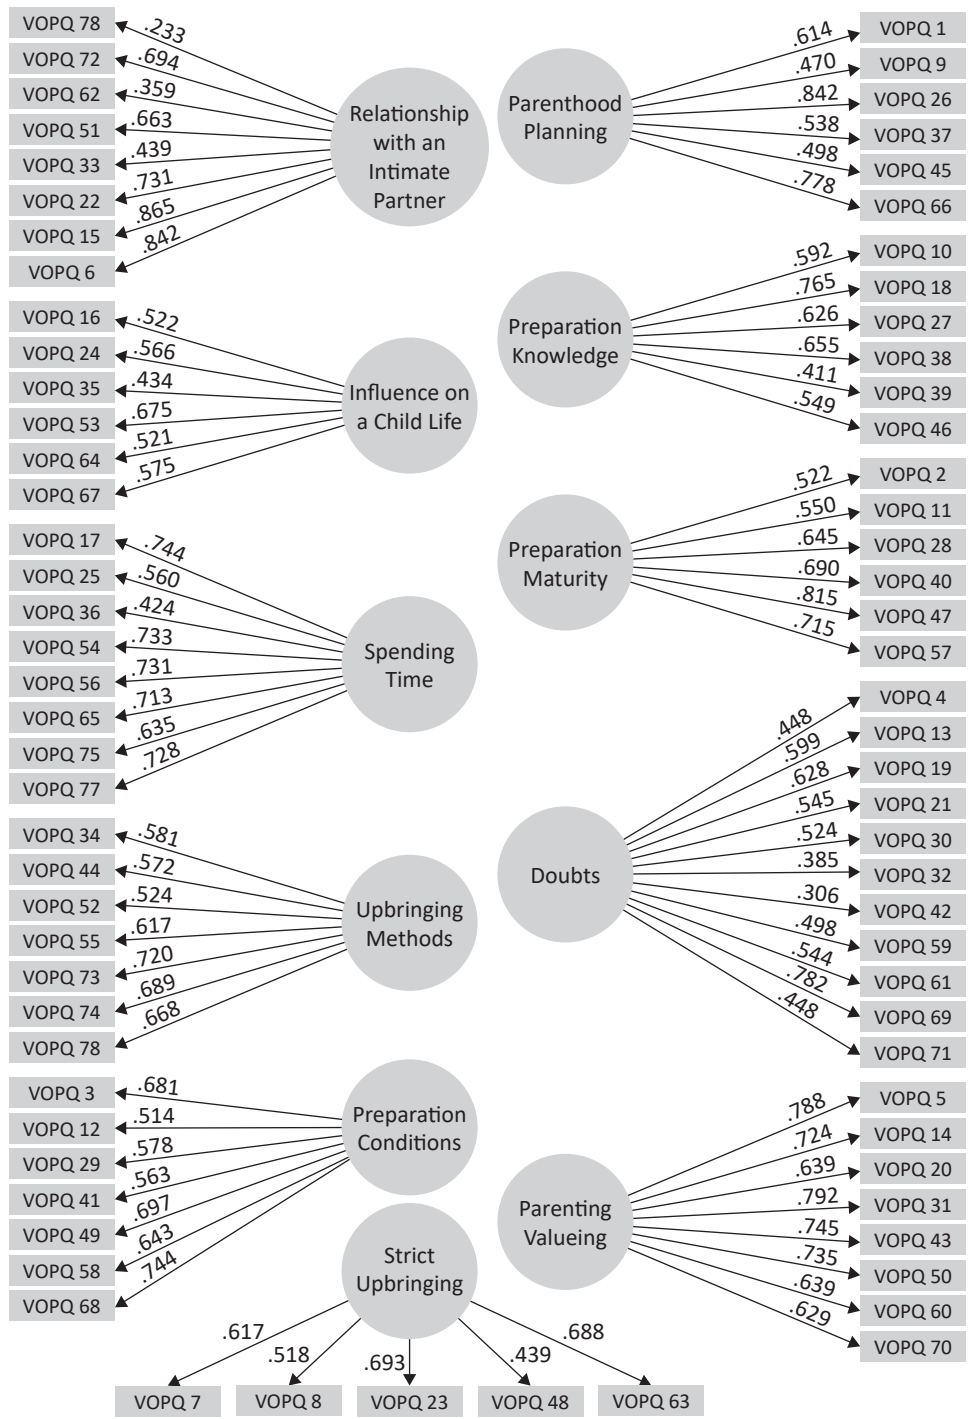 VOPQ 78
VOPQ 72
VOPQ 62
VOPQ 51
VOPQ 33
VOPQ 22
VOPQ 15
VOPQ 6
.233
.694
.359
.663
.439
.731
.865
.842
Relationship
with an
Intimate
Partner
Parenthood
Planning
.614
.470
.842
.538
.498
.778
VOPQ 1
VOPQ 9
VOPQ 26
VOPQ 37
VOPQ 45
VOPQ 66
VOPQ 16
VOPQ 24
VOPQ 35
VOPQ 53
VOPQ 64
VOPQ 67
.522
.566
.434
.675
.521
.575
Influence on
a Child Life
Preparation
Knowledge
.592
.765
.626
.655
.411
.549
VOPQ 10
VOPQ 18
VOPQ 27
VOPQ 38
VOPQ 39
VOPQ 46
VOPQ 17
VOPQ 25
VOPQ 36
VOPQ 54
VOPQ 56
VOPQ 65
VOPQ 75
VOPQ 77
.744
.560
.424
.733
.731
.713
.635
.728
Spending
Time
Preparation
Maturity
.522
.550
.645
.690
.815
.715
VOPQ 2
VOPQ 11
VOPQ 28
VOPQ 40
VOPQ 47
VOPQ 57
VOPQ 34
VOPQ 44
VOPQ 52
VOPQ 55
VOPQ 73
VOPQ 74
VOPQ 78
.581
.572
.524
.617
.720
.689
.668
Upbringing
Methods
Doubts
.448
.599
.628
.545
.524
.385
.306
.498
.544
.782
.448
VOPQ 4
VOPQ 13
VOPQ 19
VOPQ 21
VOPQ 30
VOPQ 32
VOPQ 42
VOPQ 59
VOPQ 61
VOPQ 69
VOPQ 71
VOPQ 3
VOPQ 12
VOPQ 29
VOPQ 41
VOPQ 49
VOPQ 58
VOPQ 68
.681
.514
.578
.563
.697
.643
.744
Preparation
Conditions
Parenting
Valueing
.788
.724
.639
.792
.745
.735
.639
.629
VOPQ 5
VOPQ 14
VOPQ 20
VOPQ 31
VOPQ 43
VOPQ 50
VOPQ 60
VOPQ 70
Strict
Upbringing
.617
.518
.693
.439
.688
VOPQ 7
VOPQ 8
VOPQ 23
VOPQ 48
VOPQ 63